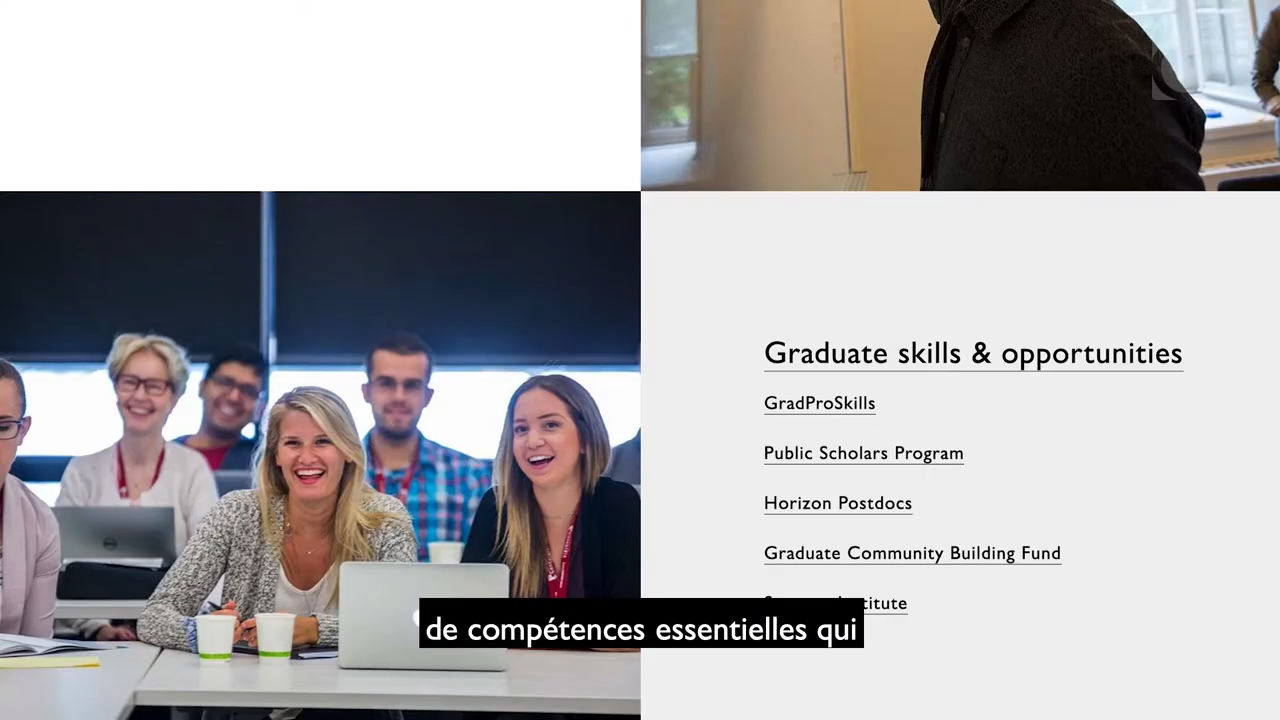 Graduate skills & opportunities
GradProSkills
Public Scholars Program
Horizon Postdocs
Graduate Community Building Fund
de compétences essentielles qui